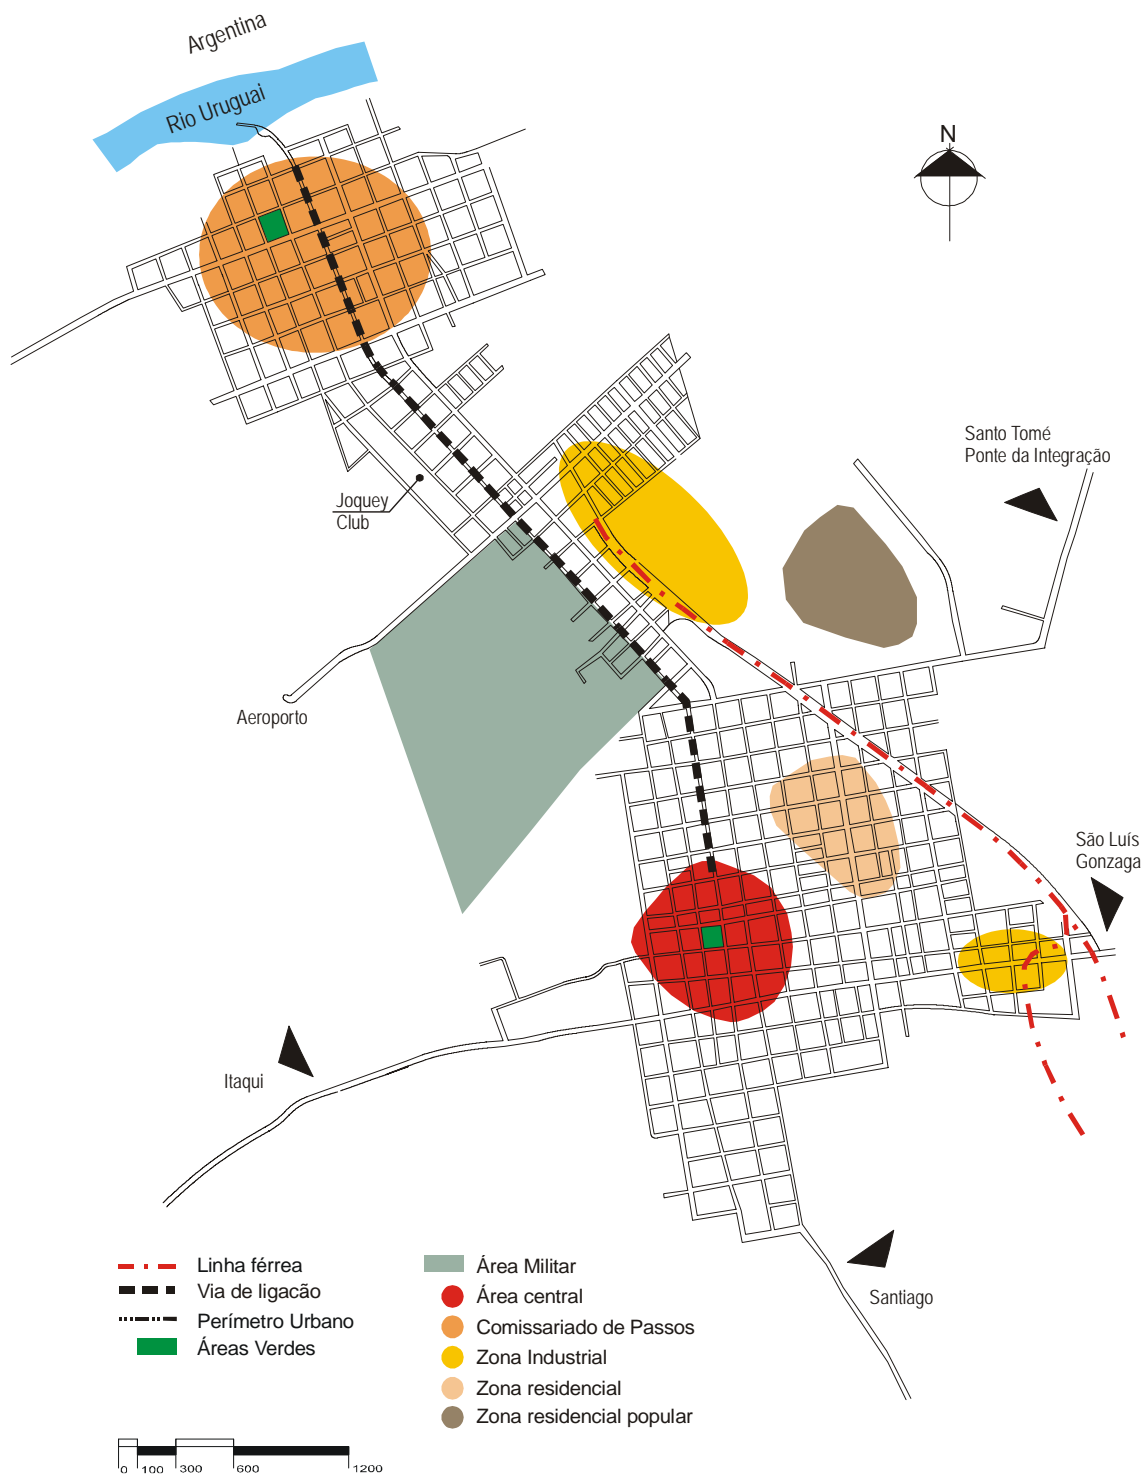 Argentina
Rio Uruguai
N
Santo Tomé
Ponte da Integração
Joquey
Club
Aeroporto
São Luís
Gonzaga
Itaqui
Santiago
Linha férrea
Via de ligacão
Perímetro Urbano
Áreas Verdes
Área Militar
Área central
Comissariado de Passos
Zona Industrial
Zona residencial
Zona residencial popular
0 100 300 600 1200